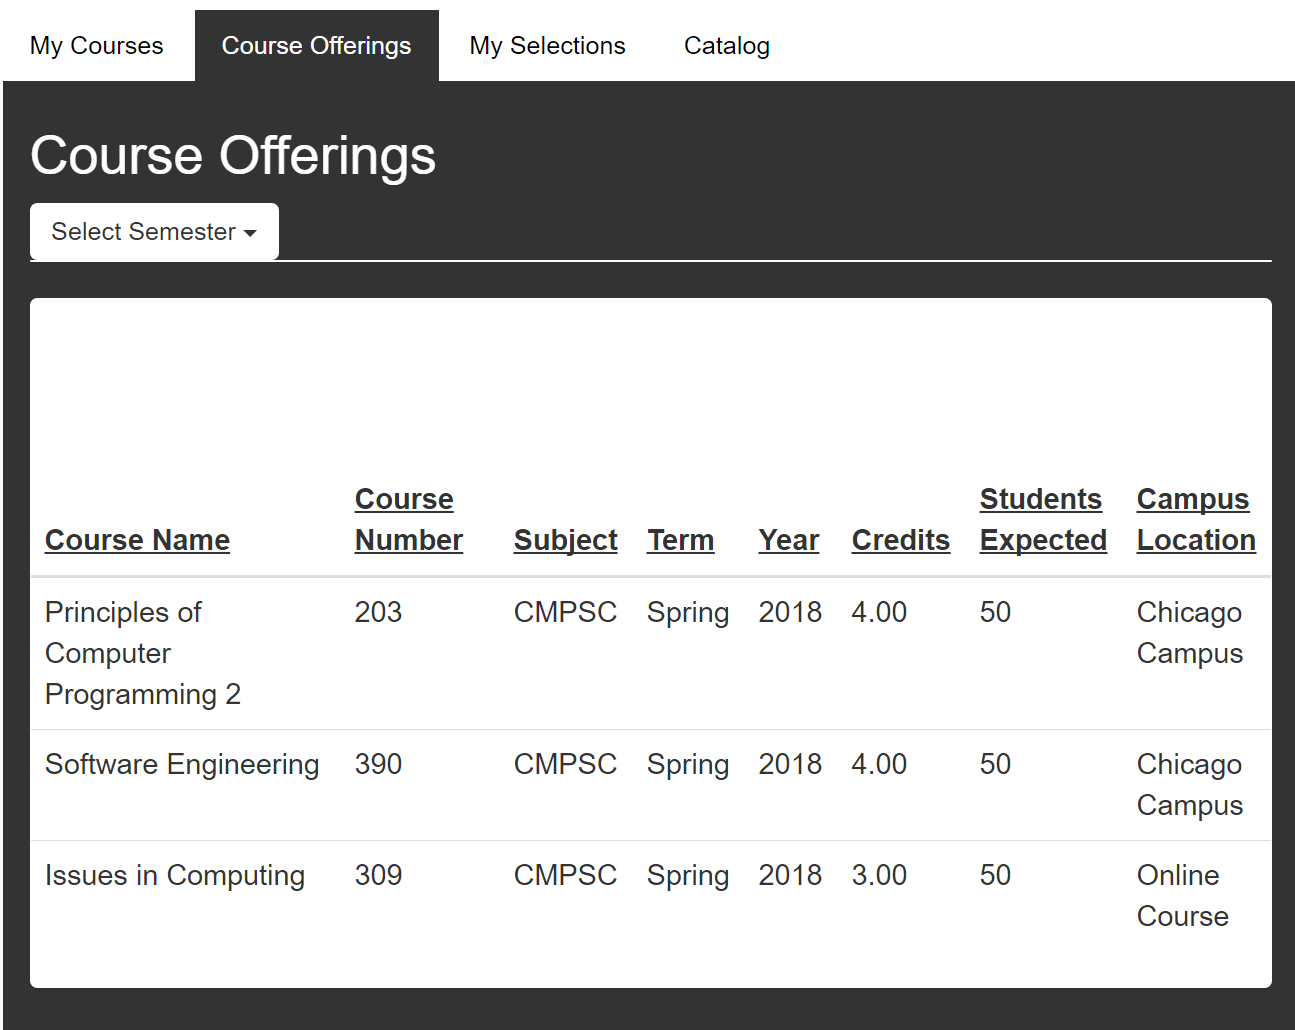 My Courses Course Offerings My Selections Catalog
Course Offerings
Select Semester
Course Students Campus
Course Name Number Subject Term Year Credits Expected Location
Principles of 203 CMPSC Spring 2018 4.00 50 Chicago
Computer Campus
Programming 2
Software Engineering 390 CMPSC Spring 2018 4.00 50 Chicago
Campus
Issues in Computing 309 CMPSC Spring 2018 3.00 50 Online
Course